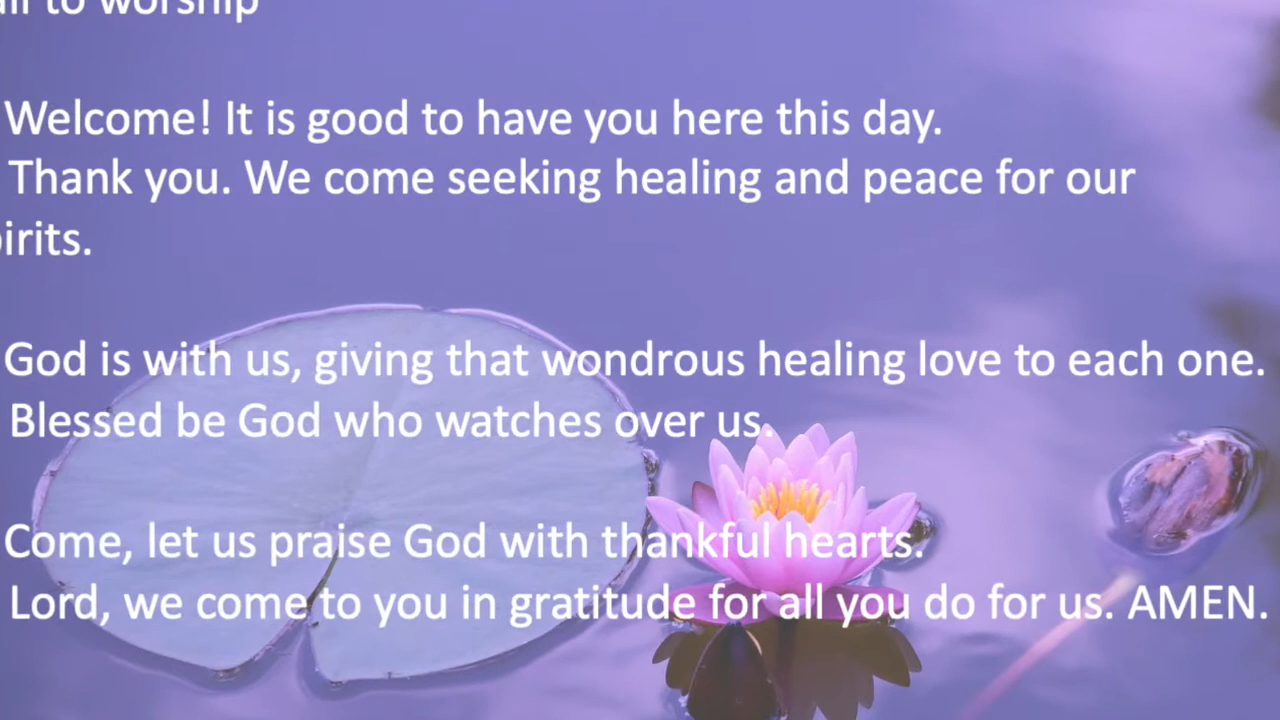 to worship
Welcome! It is good to have you here this day.
Thank you. We come seeking healing and peace for our
God is with us, giving that wondrous healing love to each one.
Blessed be God who watches over us.
Come, let us praise God with thankful hearts.
Lord, we come to you in gratitude for all you do for us. AMEN.